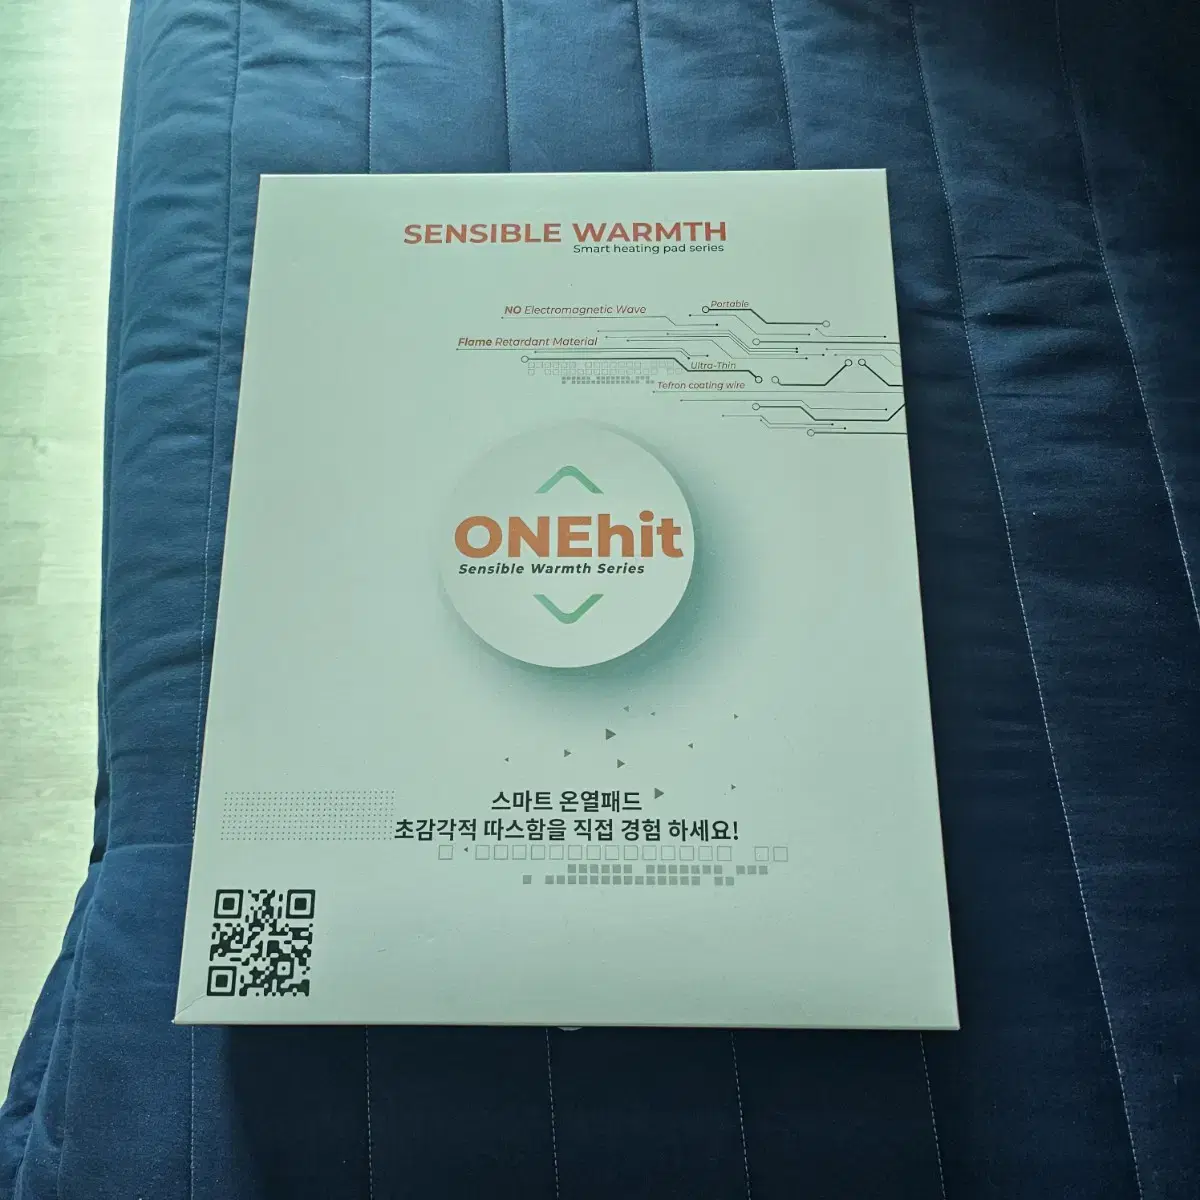 SENSIBLE WARMTH
Smart heating pad series
Portable
NO Electromagnetic Wave
Flame Retardant Material
Ultra-Thin
Tefron coating wire
ONEhit
Sensible Warmth Series
스마트 온열패드
초감각적 따스함을 직접 경험 하세요!